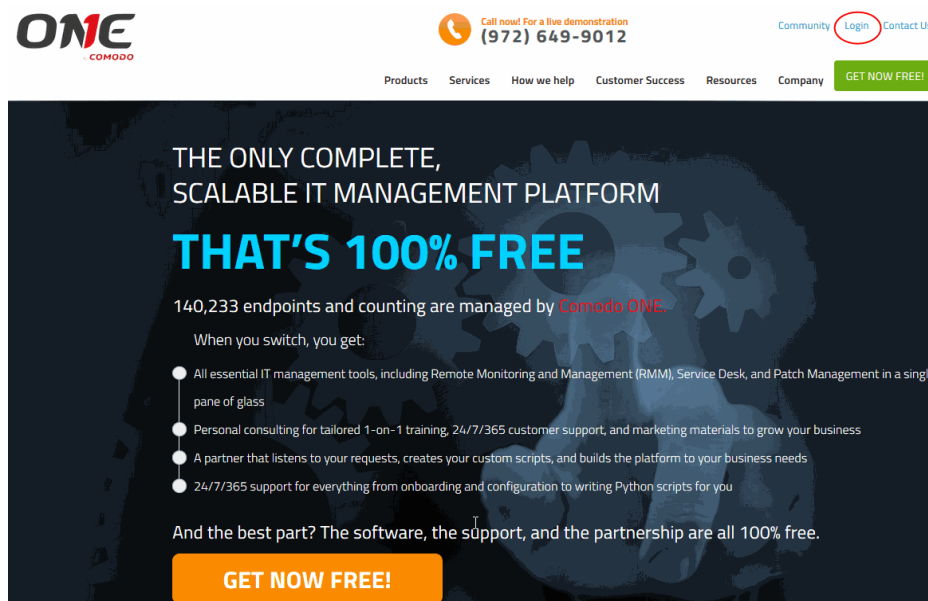 ONE
by COMODO
Call now! For a live demonstration
(972) 649-9012
Community Login Contact Us
Products Services How we help Customer Success Resources Company GET NOW FREE!
THE ONLY COMPLETE,
SCALABLE IT MANAGEMENT PLATFORM
THAT'S 100% FREE
140,233 endpoints and counting are managed by Comodo ONE.
When you switch, you get:
All essential IT management tools, including Remote Monitoring and Management (RMM), Service Desk, and Patch Management in a singl
pane of glass
Personal consulting for tailored 1-on-1 training, 24/7/365 customer support, and marketing materials to grow your business
A partner that listens to your requests, creates your custom scripts, and builds the platform to your business needs
24/7/365 support for everything from onboarding and configuration to writing Python scripts for you
And the best part? The software, the support, and the partnership are all 100% free.
GET NOW FREE!